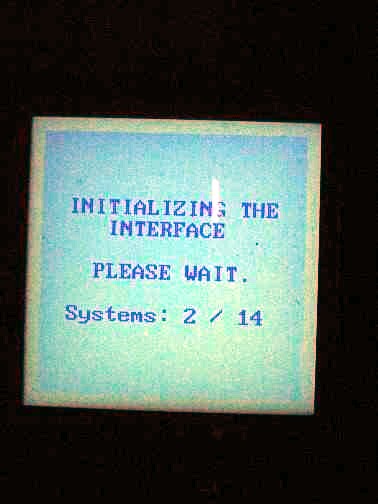 INITIALIZING THE
INTERFACE
PLEASE WAIT.
Systems: 2 / 14